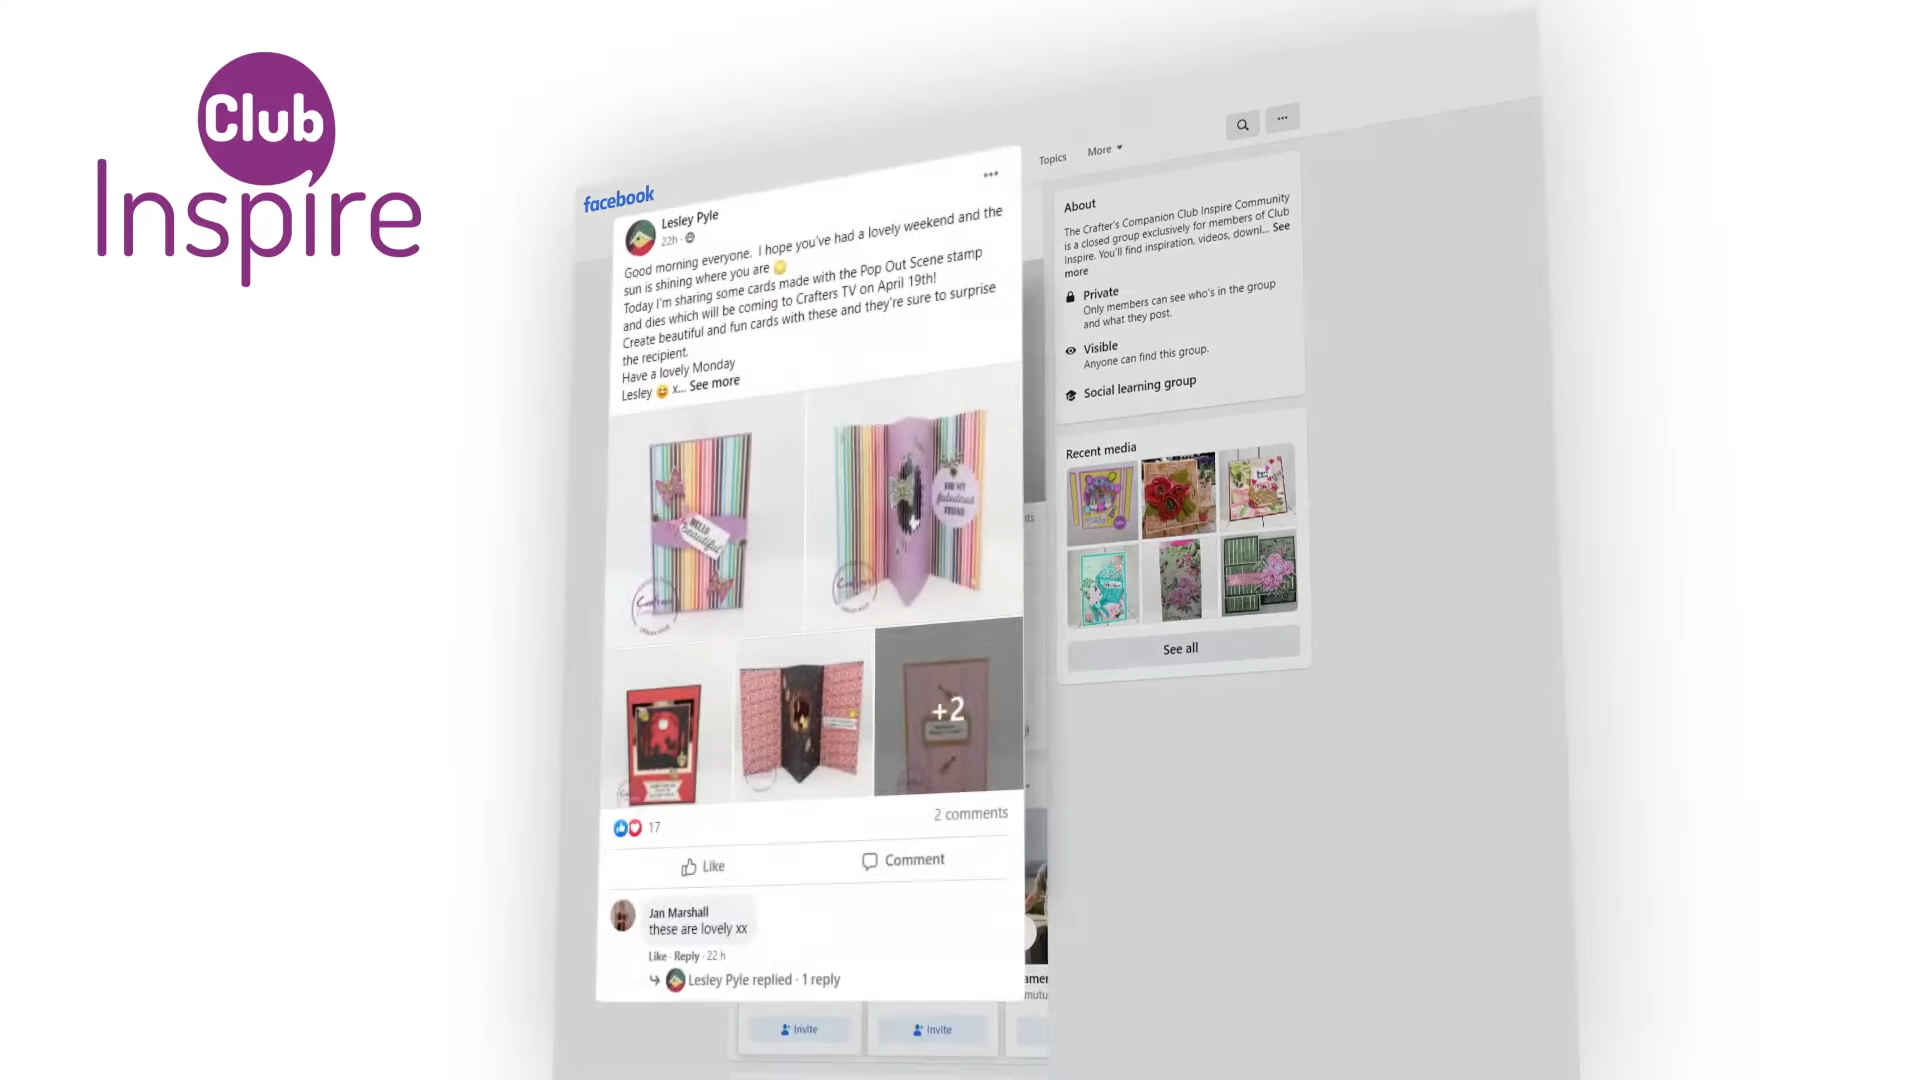 Club
Inspire
facebook
Lesley Pyle
22h ·
Good morning everyone. I hope you've had a lovely weekend and the
sun is shining where you are
Today I'm sharing some cards made with the Pop Out Scene stamp
and dies which will be coming to Crafters TV on April 19th!
Create beautiful and fun cards with these and they're sure to surprise
the recipient.
Have a lovely Monday
Lesley 😊 x... See more
HELLO
beautiful
FOR MY
fabulous
FRIEND
+2
17
2 comments
Like
Comment
Jan Marshall
these are lovely xx
Like · Reply · 22 h
Lesley Pyle replied · 1 reply
Invite
Invite
Topics
More
About
The Crafter's Companion Club Inspire Community
is a closed group exclusively for members of Club
Inspire. You'll find inspiration, videos, downl... See
more
Private
Only members can see who's in the group
and what they post.
Visible
Anyone can find this group.
Social learning group
Recent media
See all